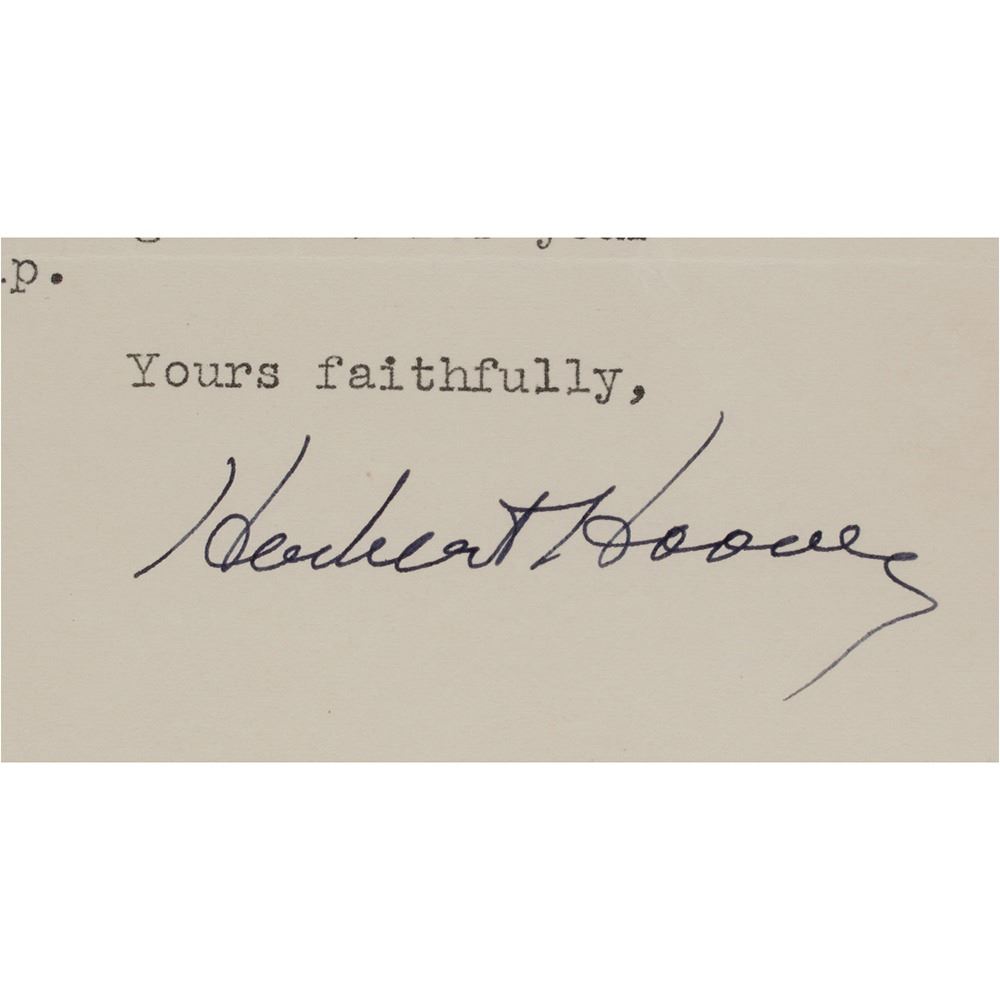 p.
Yours faithfully,
Herbert Hoover